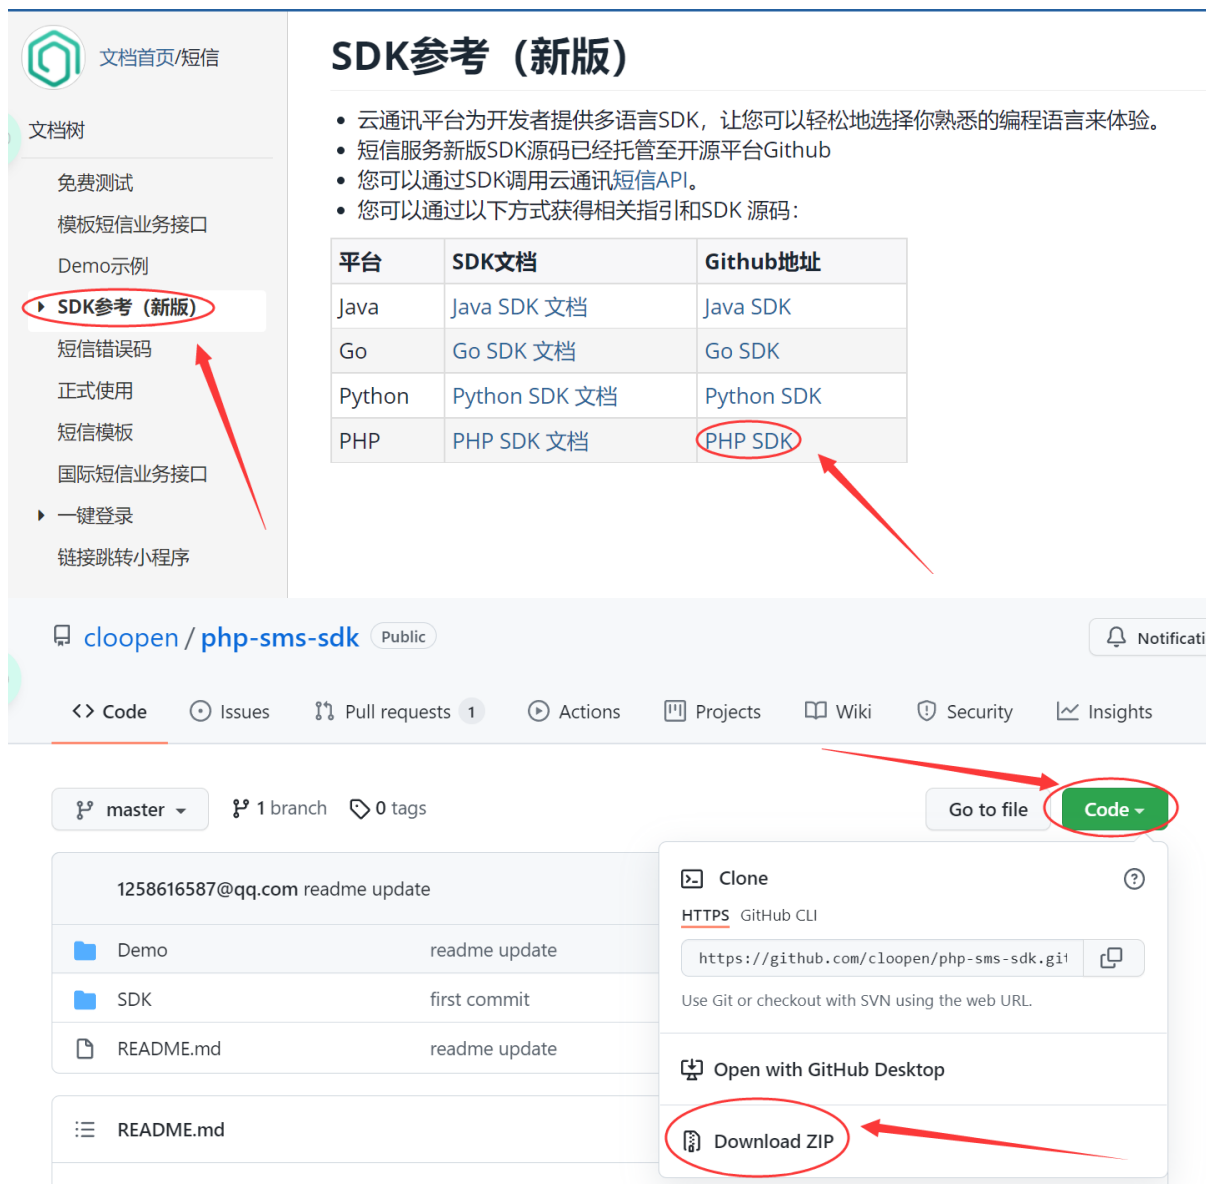 文档首页/短信
文档树
免费测试
模板短信业务接口
Demo示例
SDK参考（新版）
短信错误码
正式使用
短信模板
国际短信业务接口
一键登录
链接跳转小程序
SDK参考（新版）
云通讯平台为开发者提供多语言SDK，让您可以轻松地选择你熟悉的编程语言来体验。
短信服务新版SDK源码已经托管至开源平台Github
您可以通过SDK调用云通讯短信API。
您可以通过以下方式获得相关指引和SDK 源码：
平台 SDK文档 Github地址
Java Java SDK 文档 Java SDK
Go Go SDK 文档 Go SDK
Python Python SDK 文档 Python SDK
PHP PHP SDK 文档 PHP SDK
cloopen / php-sms-sdk Public Notificati
Code Issues Pull requests 1 Actions Projects Wiki Security Insights
master 1 branch 0 tags Go to file Code
1258616587@qq.com readme update
Demo readme update
SDK first commit
README.md readme update
README.md
Clone
HTTPS GitHub CLI
https://github.com/cloopen/php-sms-sdk.git
Use Git or checkout with SVN using the web URL.
Open with GitHub Desktop
Download ZIP